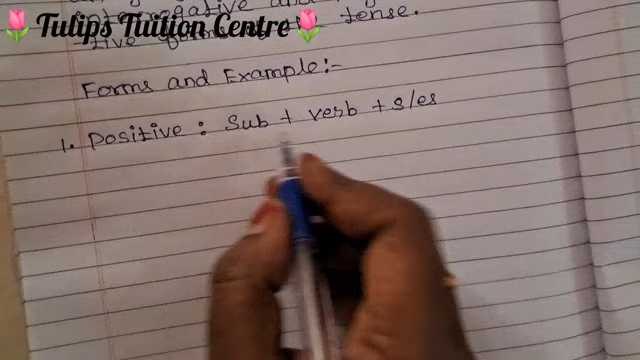 🌷Tulips Tuition Centre🌷
tense.
Forms and Example:-
1. Positive : Sub + verb + s/es